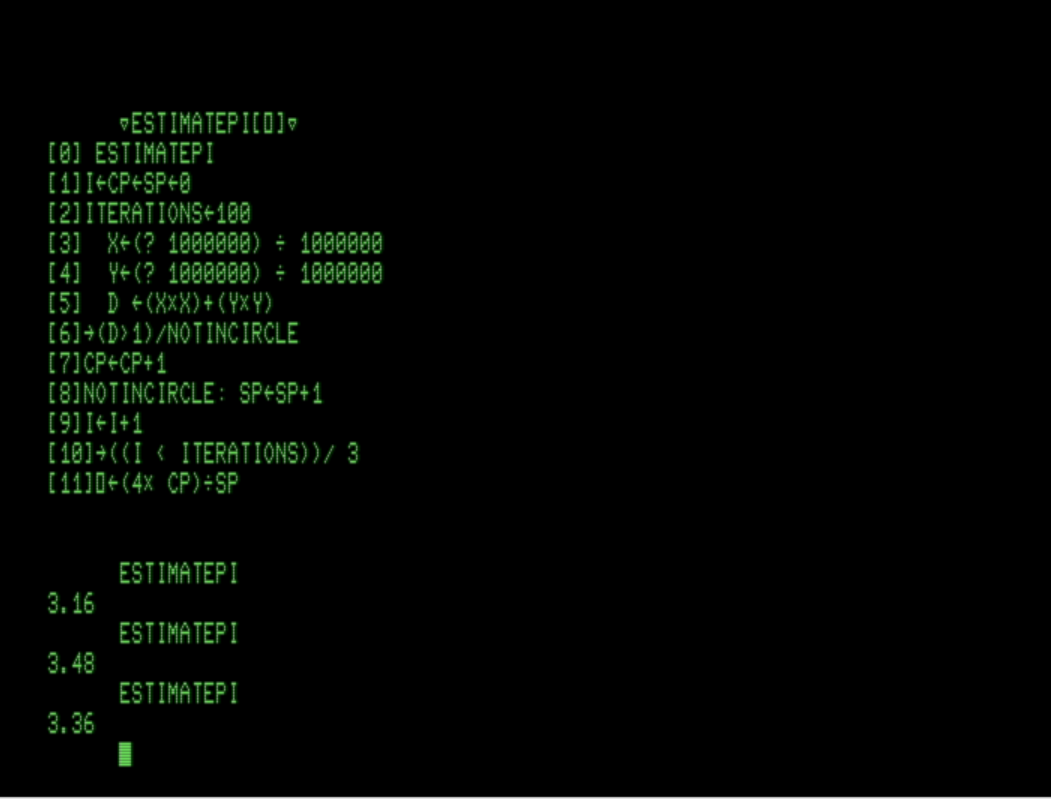 ∇ESTIMATEPI[⎕]∇
[0] ESTIMATEPI
[1]I←CP←SP←0
[2]ITERATIONS←100
[3]  X←(? 1000000) ÷ 1000000
[4]  Y←(? 1000000) ÷ 1000000
[5]  D ←(X×X)+(Y×Y)
[6]→(D>1)/NOTINCIRCLE
[7]CP←CP+1
[8]NOTINCIRCLE: SP←SP+1
[9]I←I+1
[10]→((I < ITERATIONS))/ 3
[11]⎕←(4× CP)÷SP
ESTIMATEPI
3.16
ESTIMATEPI
3.48
ESTIMATEPI
3.36